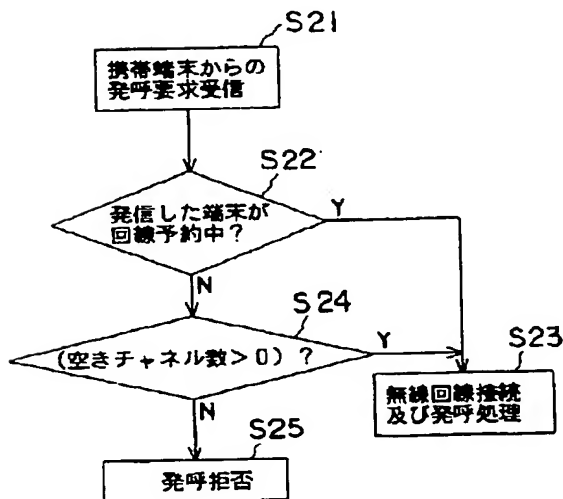 S21
携帯端末からの
発呼要求受信
S22
発信した端末が
回線予約中？
Y
N
S24
(空きチャネル数>0)？
Y
S23
無線回線接続
及び発呼処理
N
S25
発呼拒否